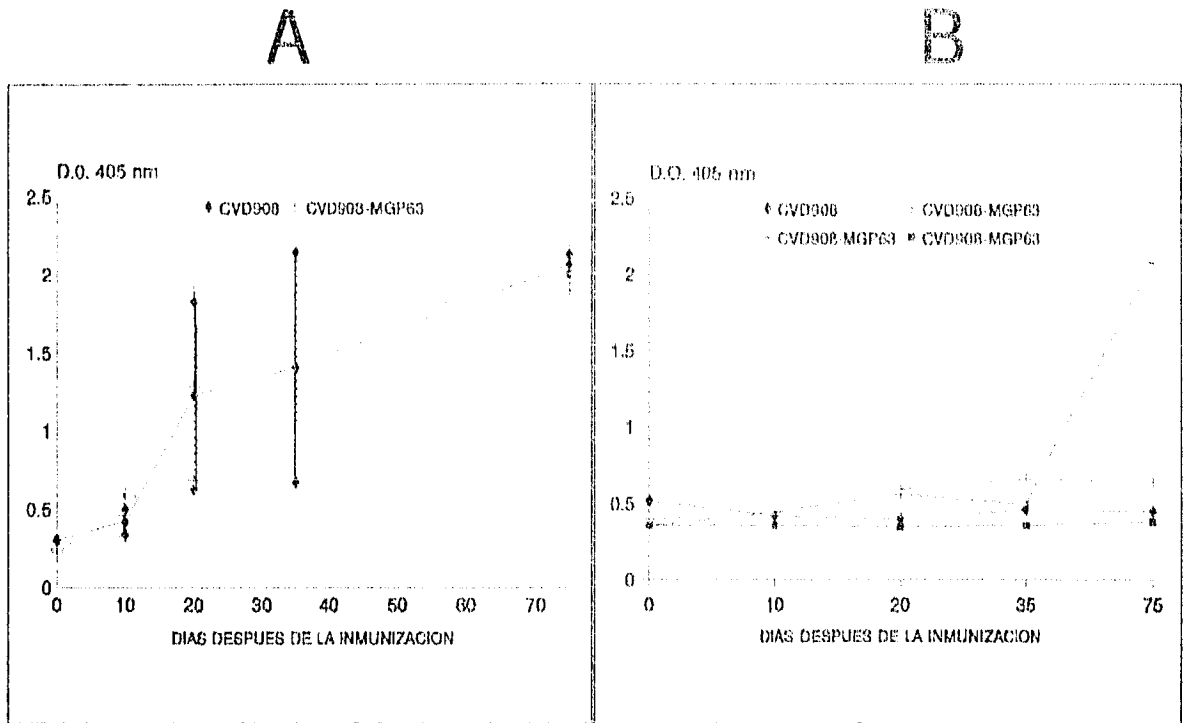 A
B
D.O. 405 nm
2.5
CVD908
CVD908-MGP63
2
1.5
1
0.5
0
0 10 20 30 40 50 60 70
DIAS DESPUES DE LA INMUNIZACION
D.O. 405 nm
2.5
CVD908
CVD908-MGP63
CVD908-MGP63
CVD908-MGP63
2
1.5
1
0.5
0
0 10 20 35 75
DIAS DESPUES DE LA INMUNIZACION